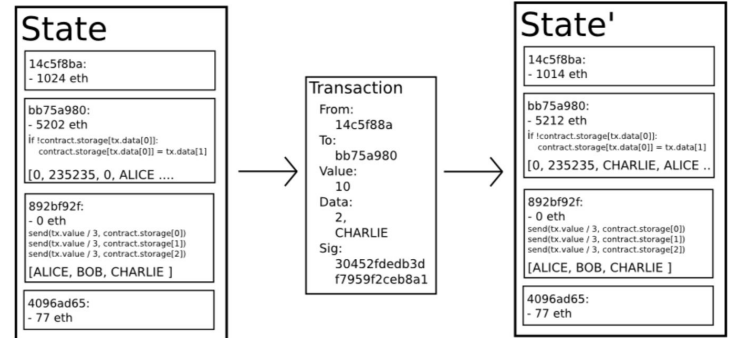 State
14c5f8ba:
- 1024 eth
bb75a980:
- 5202 eth
if !contract.storage[tx.data[0]]:
contract.storage[tx.data[0]] = tx.data[1]
[0, 235235, 0, ALICE ....
892bf92f:
- 0 eth
send(tx.value / 3, contract.storage[0])
send(tx.value / 3, contract.storage[1])
send(tx.value / 3, contract.storage[2])
[ALICE, BOB, CHARLIE ]
4096ad65:
- 77 eth
Transaction
From:
14c5f88a
To:
bb75a980
Value:
10
Data:
2,
CHARLIE
Sig:
30452fdedb3d
f7959f2ceb8a1
State'
14c5f8ba:
- 1014 eth
bb75a980:
- 5212 eth
if !contract.storage[tx.data[0]]:
contract.storage[tx.data[0]] = tx.data[1]
[0, 235235, CHARLIE, ALICE ..
892bf92f:
- 0 eth
send(tx.value / 3, contract.storage[0])
send(tx.value / 3, contract.storage[1])
send(tx.value / 3, contract.storage[2])
[ALICE, BOB, CHARLIE ]
4096ad65:
- 77 eth